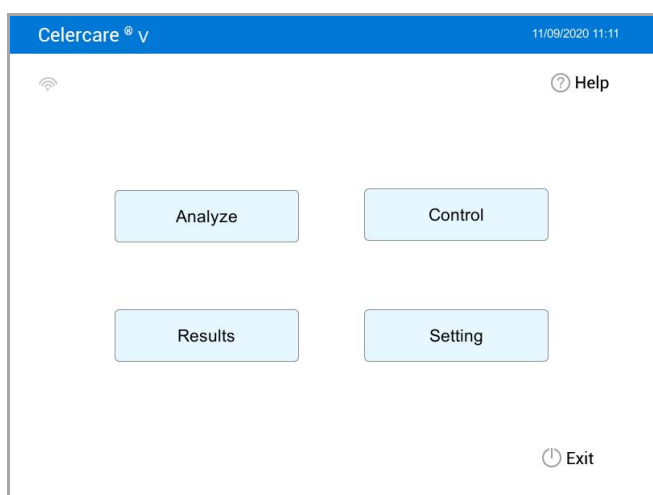 Celercare ® V 11/09/2020 11:11
Help
Analyze Control
Results Setting
Exit